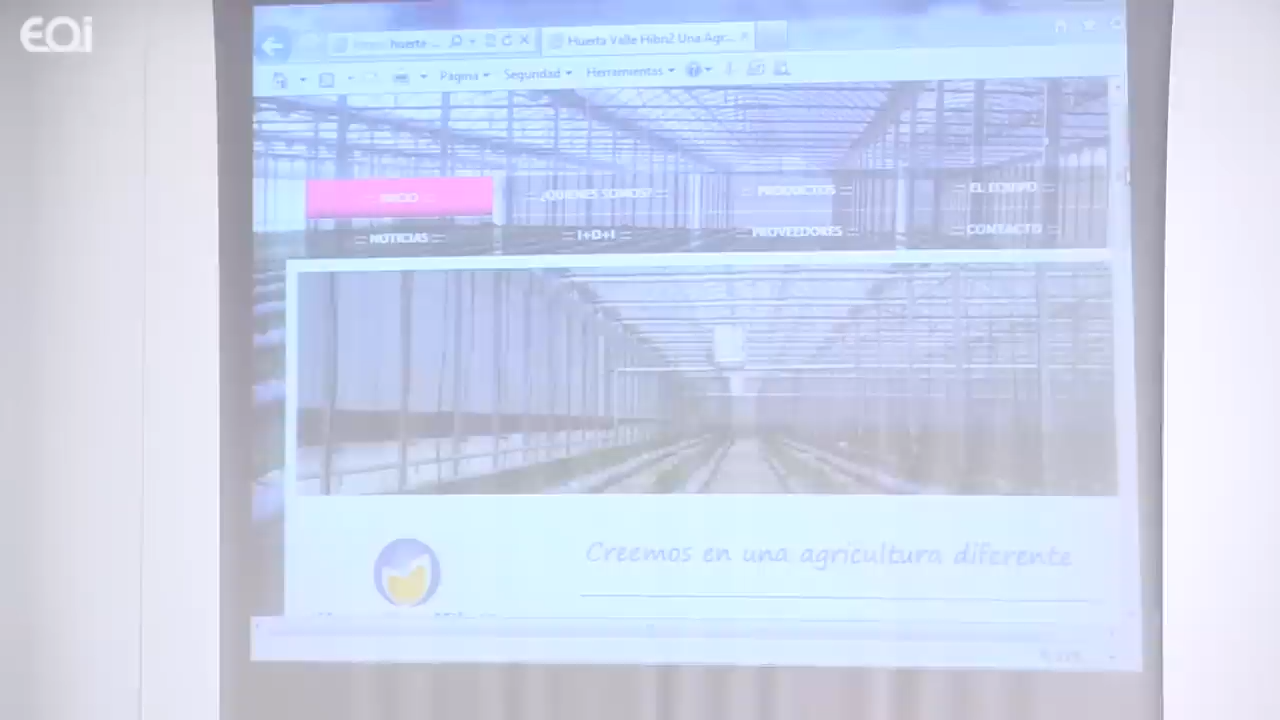 EOi
huerta ...
Huerta Valle Hibri2 Una Agr...
Página
Seguridad
Herramientas
:: INICIO ::
:: ¿QUIENES SOMOS? ::
:: PRODUCTOS ::
:: EL EQUIPO ::
:: NOTICIAS ::
:: I+D+I ::
:: PROVEEDORES ::
:: CONTACTO ::
Creemos en una agricultura diferente